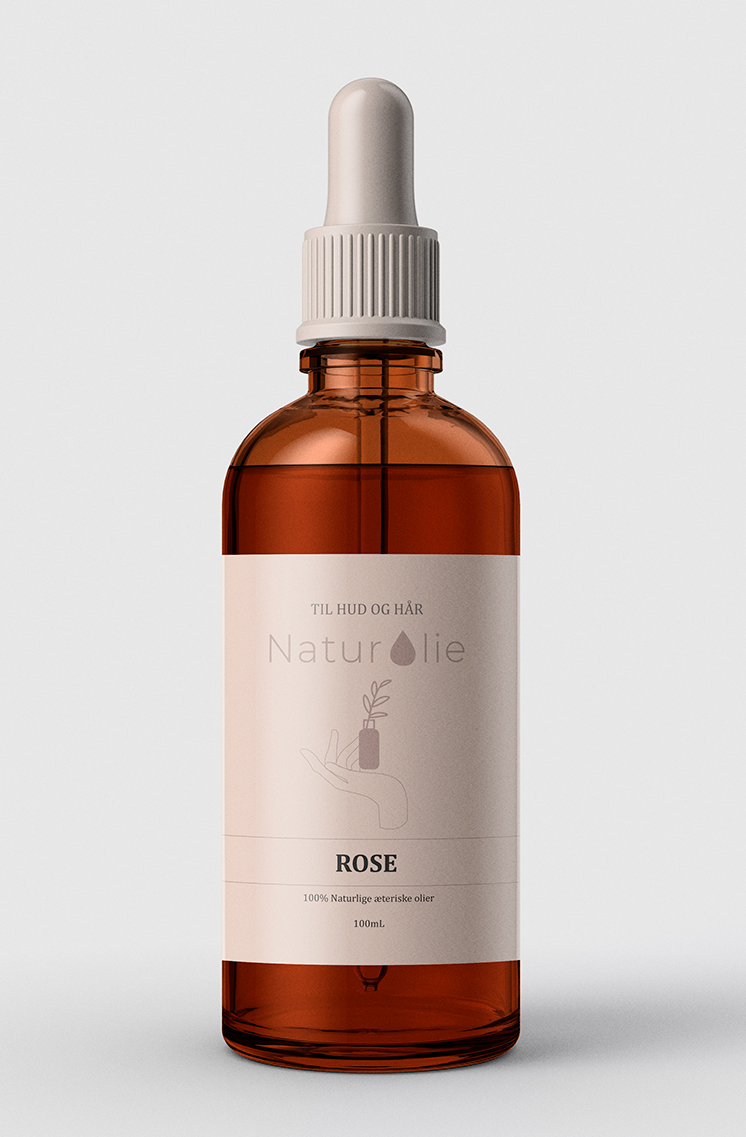 TIL HUD OG HÅR
Naturolie
ROSE
100% Naturlige æteriske olier
100mL